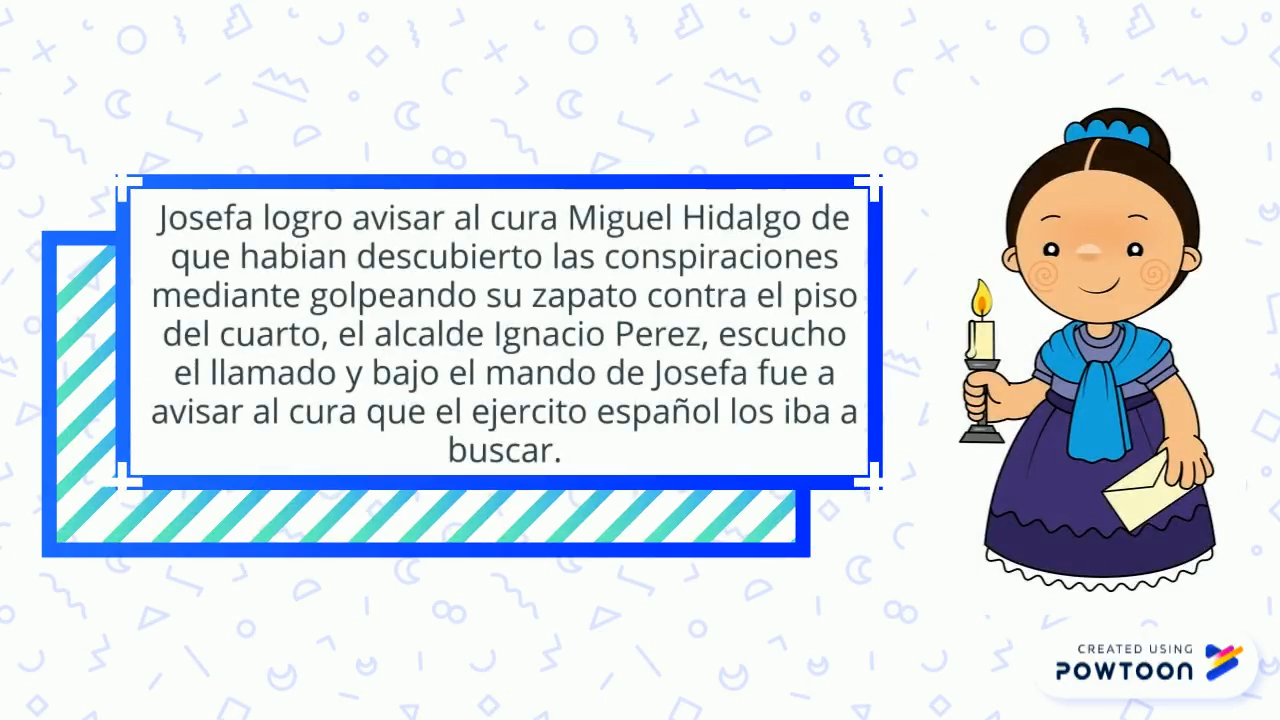 Josefa logro avisar al cura Miguel Hidalgo de
que habian descubierto las conspiraciones
mediante golpeando su zapato contra el piso
del cuarto, el alcalde Ignacio Perez, escucho
el llamado y bajo el mando de Josefa fue a
avisar al cura que el ejercito español los iba a
buscar.
CREATED USING
POWTOON